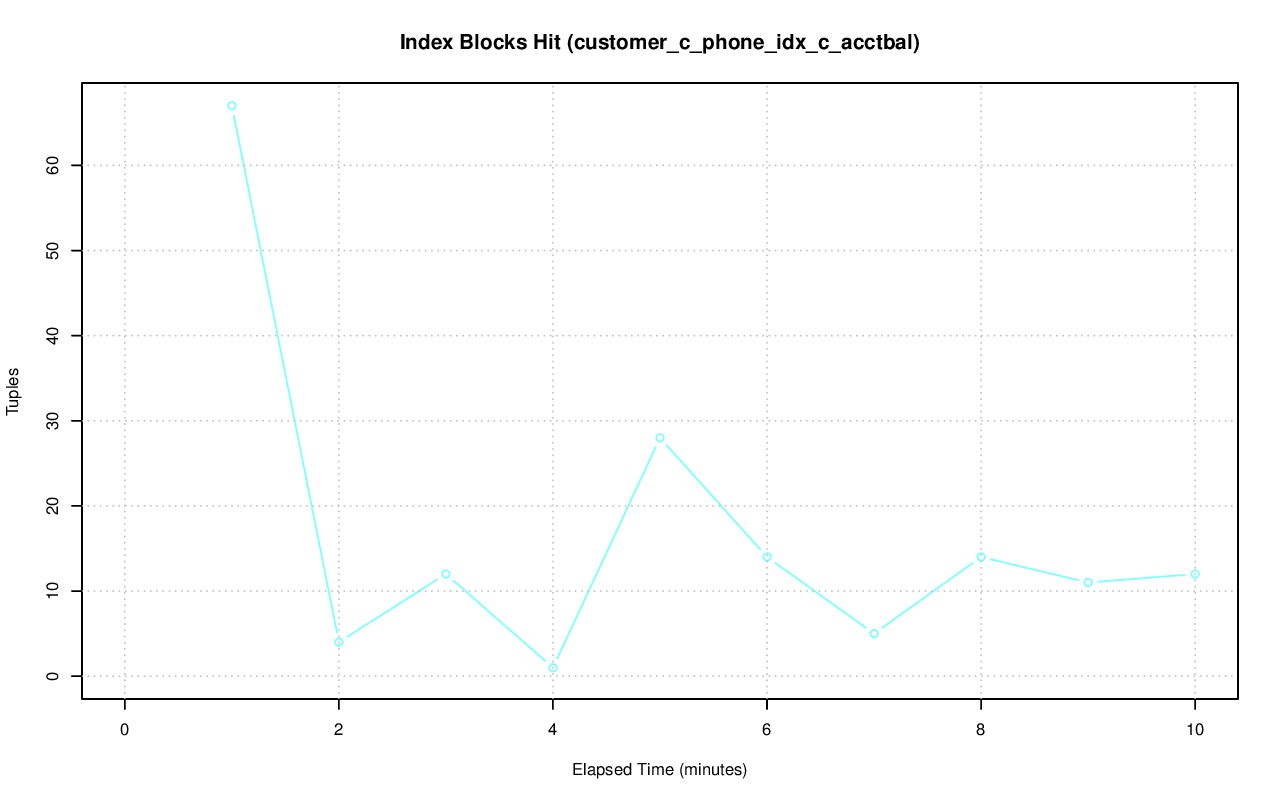 Index Blocks Hit (customer_c_phone_idx_c_acctbal)
Tuples
60
50
40
30
20
10
0
0 2 4 6 8 10
Elapsed Time (minutes)